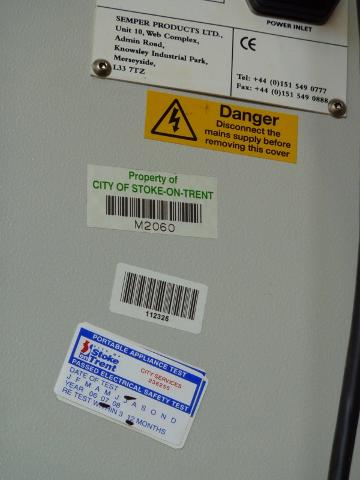 SEMPER PRODUCTS LTD.,
Unit 10, Web Complex,
Admin Road,
Knowsley Industrial Park,
Merseyside,
L33 7TZ
POWER INLET
CE
Tel: +44 (0)151 549 0777
Fax: +44 (0)151 549 0888
Danger
Disconnect the
mains supply before
removing this cover
Property of
CITY OF STOKE-ON-TRENT
M2060
112325
PORTABLE APPLIANCE TEST
CITY OF
Stoke
on
Trent
CITY SERVICES
PASSED ELECTRICAL SAFETY TEST
DATE OF TEST
J F M A M J J A S O N D
YEAR 06 07 08
RE TEST WITHIN 3 12 MONTHS